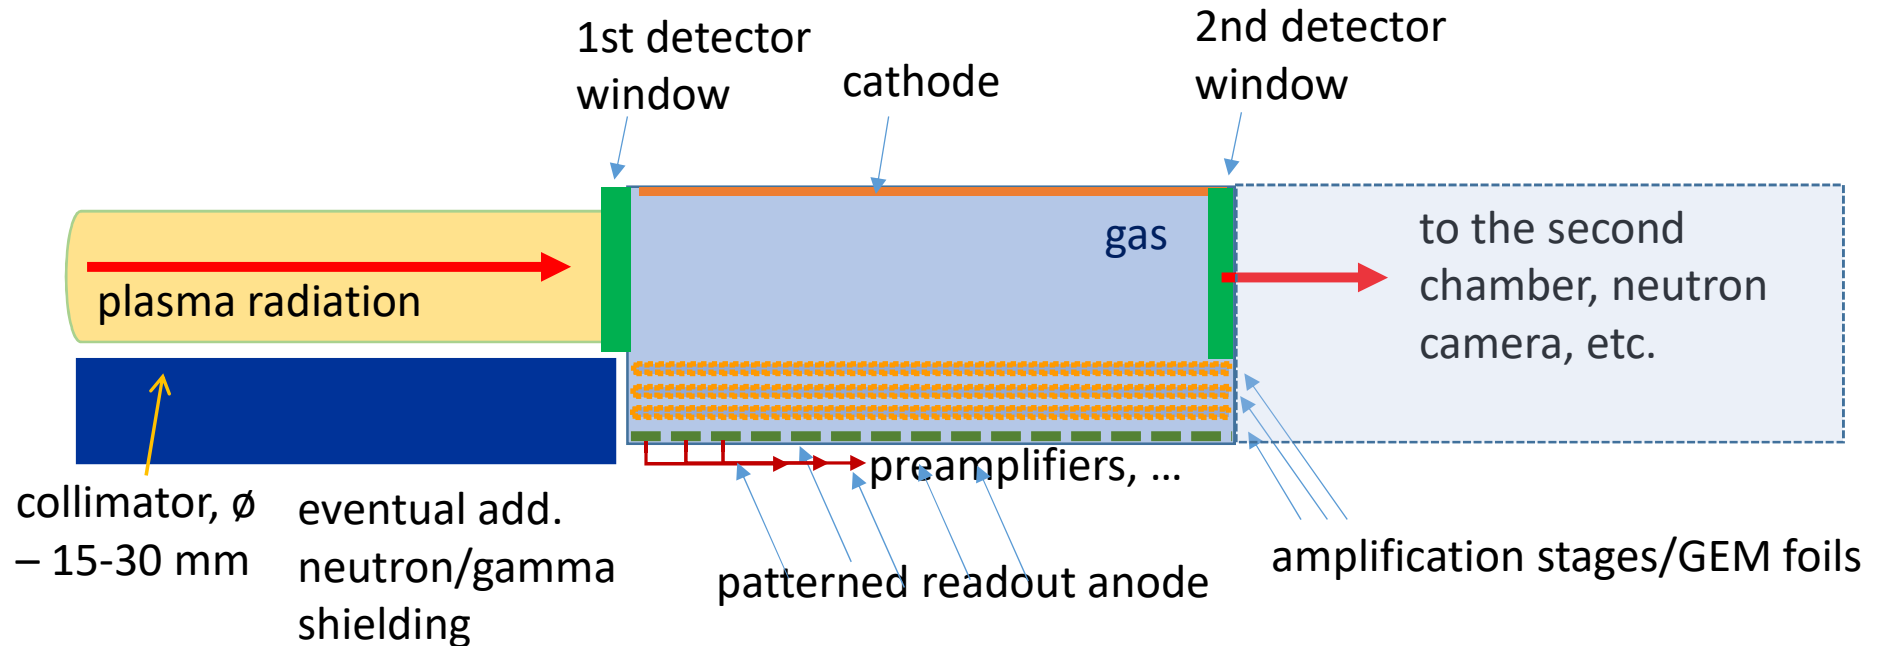 1st detector
window
cathode
2nd detector
window
gas
plasma radiation
to the second
chamber, neutron
camera, etc.
preamplifiers, ...
collimator, ø
– 15-30 mm
eventual add.
neutron/gamma
shielding
patterned readout anode
amplification stages/GEM foils